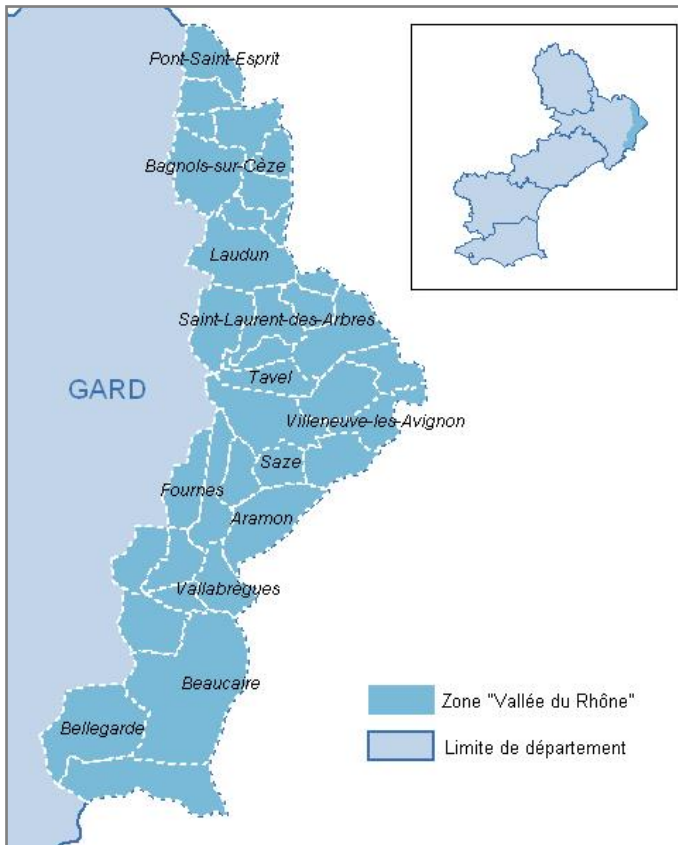 Pont-Saint-Esprit
Bagnols-sur-Cèze
Laudun
Saint-Laurent-des-Arbres
Tavel
GARD
Villeneuve-les-Avignon
Saze
Fournes
Aramon
Vallabrègues
Beaucaire
Bellegarde
Zone "Vallée du Rhône"
Limite de département